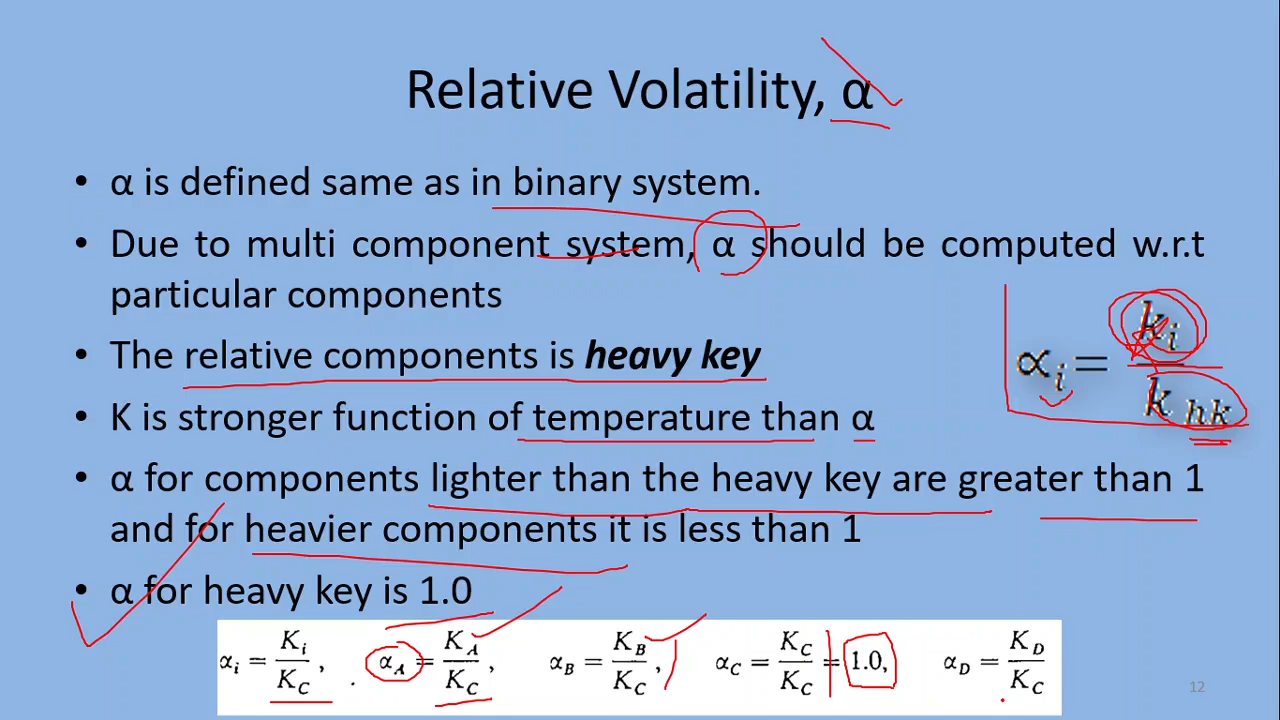 Relative Volatility, α
• α is defined same as in binary system.
• Due to multi component system, α should be computed w.r.t
particular components
• The relative components is heavy key
• K is stronger function of temperature than α
• α for components lighter than the heavy key are greater than 1
and for heavier components it is less than 1
• α for heavy key is 1.0
∝i = ki / k hk
αi = Ki / KC, αA = KA / KC, αB = KB / KC, αC = KC / KC = 1.0, αD = KD / KC
12